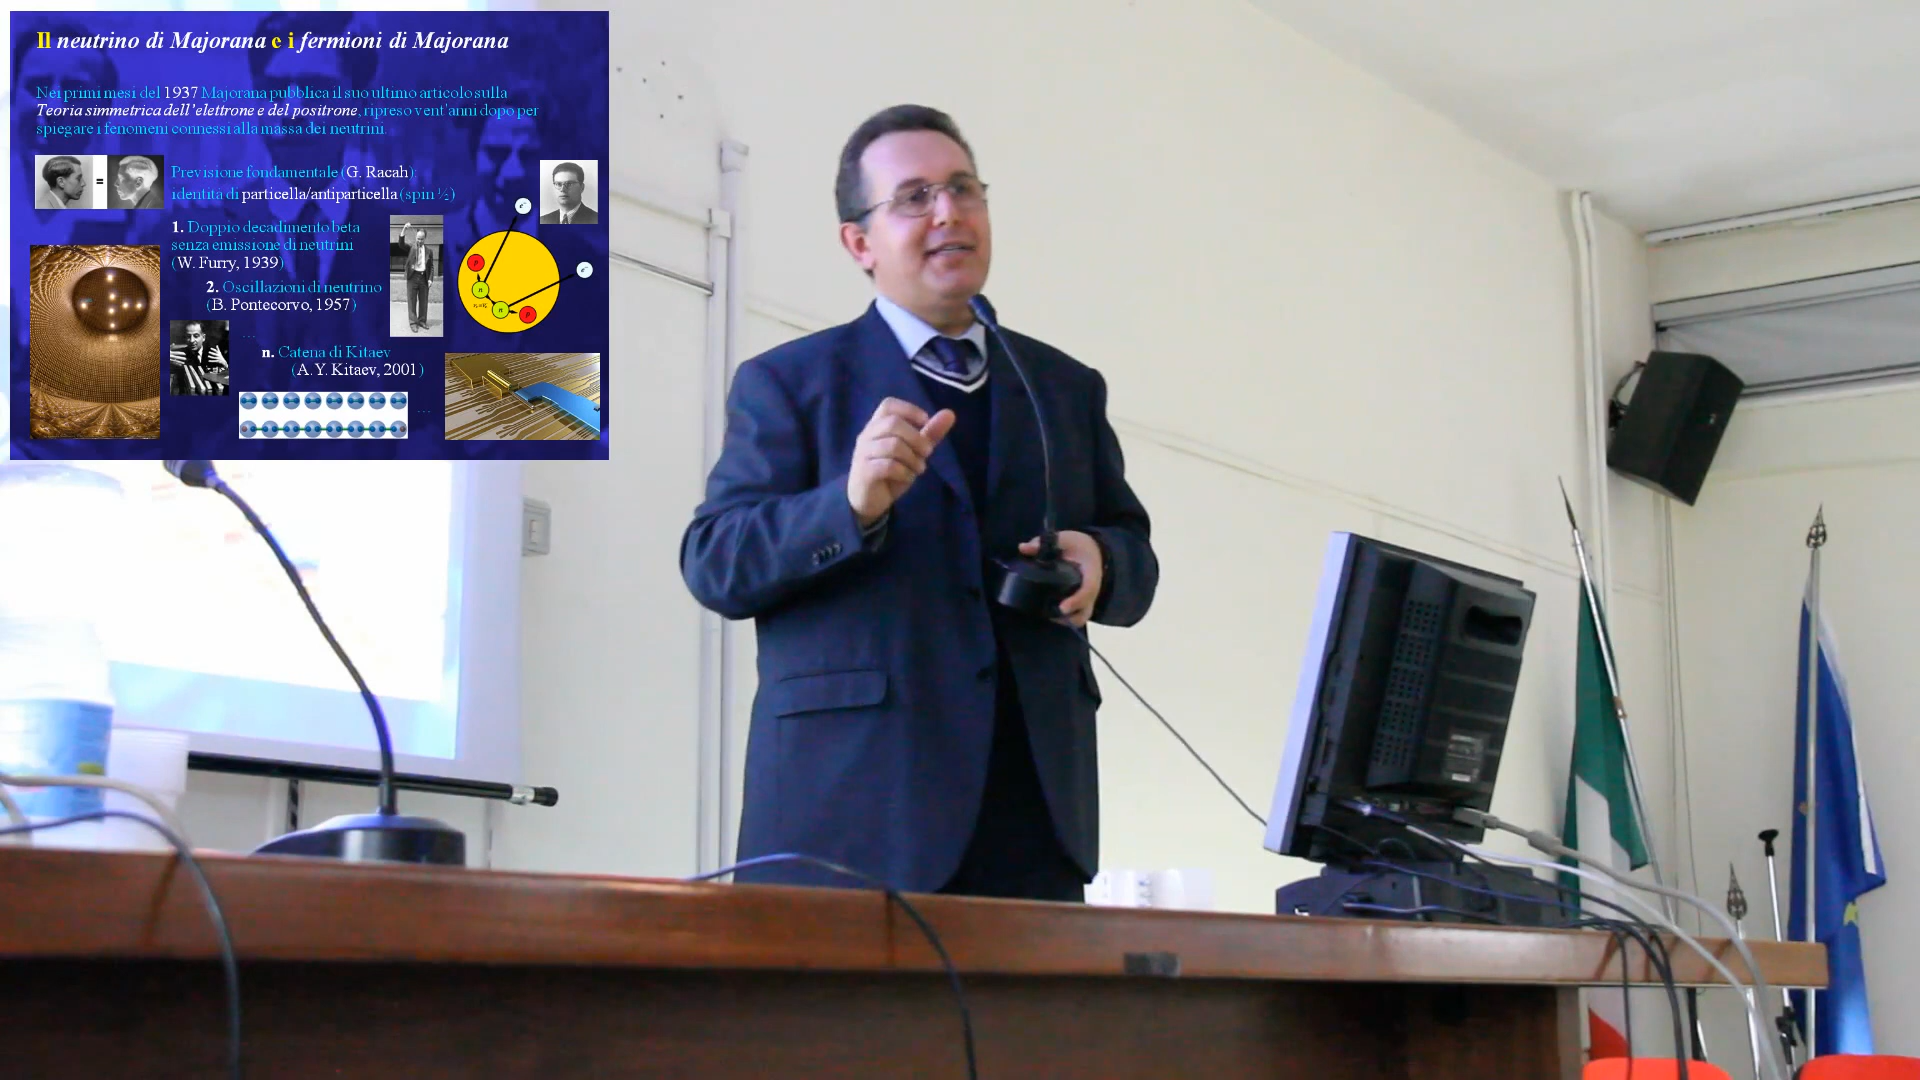 Il neutrino di Majorana e i fermioni di Majorana
Nei primi mesi del 1937 Majorana pubblica il suo ultimo articolo sulla
Teoria simmetrica dell'elettrone e del positrone, ripreso vent'anni dopo per
spiegare i fenomeni connessi alla massa dei neutrini.
=
Previsione fondamentale (G. Racah):
identità di particella/antiparticella (spin ½)
1. Doppio decadimento beta
senza emissione di neutrini
(W. Furry, 1939)
2. Oscillazioni di neutrino
(B. Pontecorvo, 1957)
...
n. Catena di Kitaev
(A. Y. Kitaev, 2001)
...
e⁻
e⁻
p
n
n
p